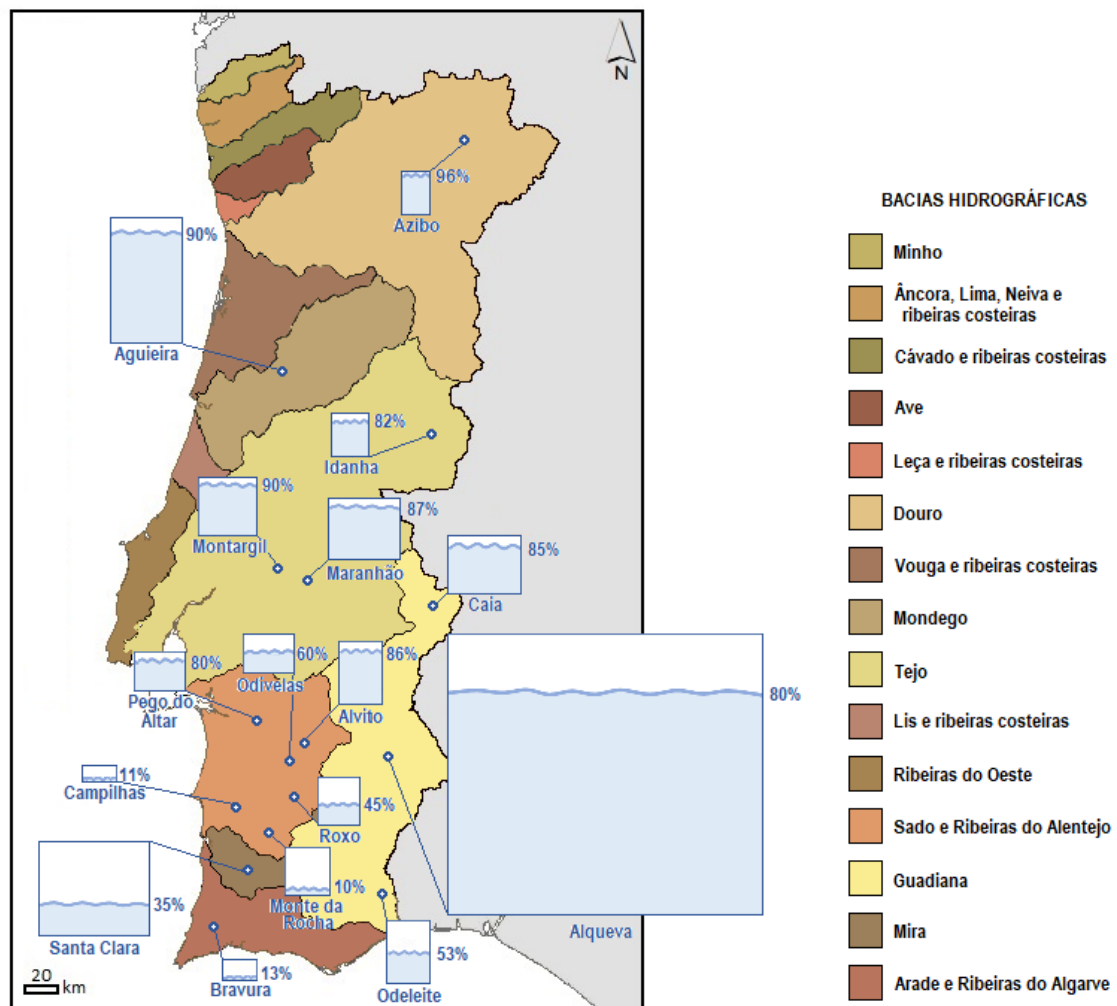 N
96%
Azibo
90%
Aguieira
82%
Idanha
90%
Montargil
87%
Maranhão
85%
Caia
80%
Pego do
Altar
60%
Odivelas
86%
Alvito
80%
Alqueva
11%
Campilhas
45%
Roxo
35%
Santa Clara
10%
Monte da
Rocha
53%
Odeleite
13%
Bravura
20
km
BACIAS HIDROGRÁFICAS
Minho
Âncora, Lima, Neiva e
ribeiras costeiras
Cávado e ribeiras costeiras
Ave
Leça e ribeiras costeiras
Douro
Vouga e ribeiras costeiras
Mondego
Tejo
Lis e ribeiras costeiras
Ribeiras do Oeste
Sado e Ribeiras do Alentejo
Guadiana
Mira
Arade e Ribeiras do Algarve